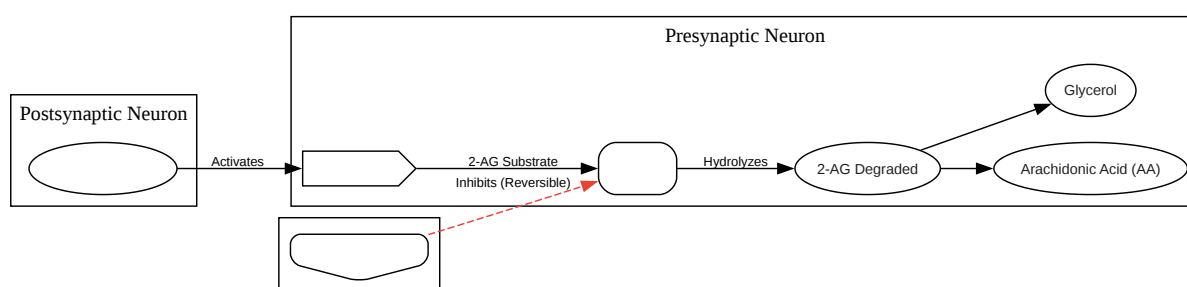 Presynaptic Neuron
Postsynaptic Neuron
Glycerol
Activates
2-AG Substrate
Hydrolyzes
2-AG Degraded
Arachidonic Acid (AA)
Inhibits (Reversible)